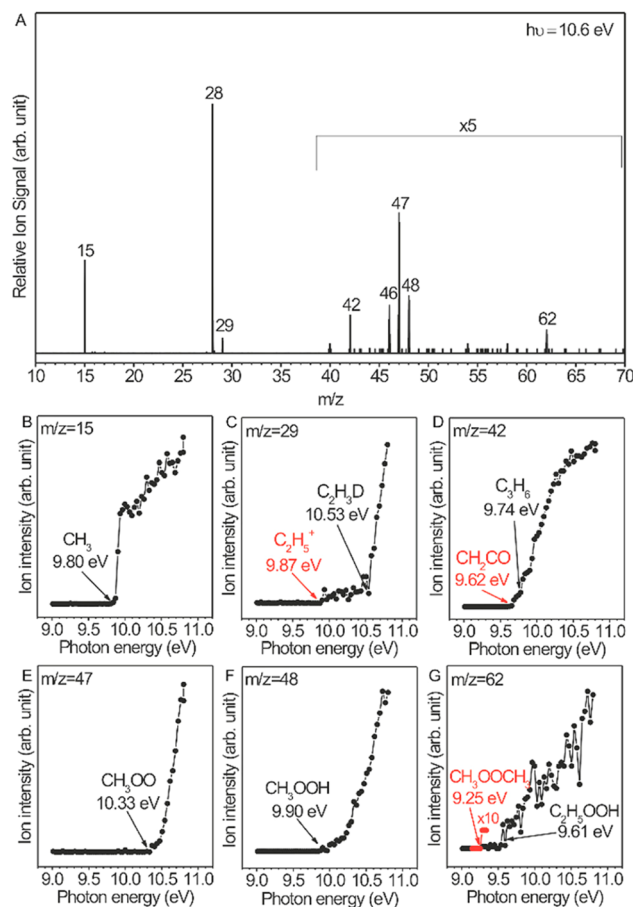 A
hυ = 10.6 eV
28
x5
47
15
48
46
42
62
29
Relative Ion Signal (arb. unit)
10 20 30 40 50 60 70
m/z
B m/z=15
CH3
9.80 eV
Ion intensity (arb. unit)
9.0 9.5 10.0 10.5 11.0
Photon energy (eV)
C m/z=29
C2H3D
10.53 eV
C2H5+
9.87 eV
Ion intensity (arb. unit)
9.0 9.5 10.0 10.5 11.0
Photon energy (eV)
D m/z=42
C3H6
9.74 eV
CH2CO
9.62 eV
Ion intensity (arb. unit)
9.0 9.5 10.0 10.5 11.0
Photon energy (eV)
E m/z=47
CH3OO
10.33 eV
Ion intensity (arb. unit)
9.0 9.5 10.0 10.5 11.0
Photon energy (eV)
F m/z=48
CH3OOH
9.90 eV
Ion intensity (arb. unit)
9.0 9.5 10.0 10.5 11.0
Photon energy (eV)
G m/z=62
CH3OOCH3
9.25 eV
x10
C2H5OOH
9.61 eV
Ion intensity (arb. unit)
9.0 9.5 10.0 10.5 11.0
Photon energy (eV)